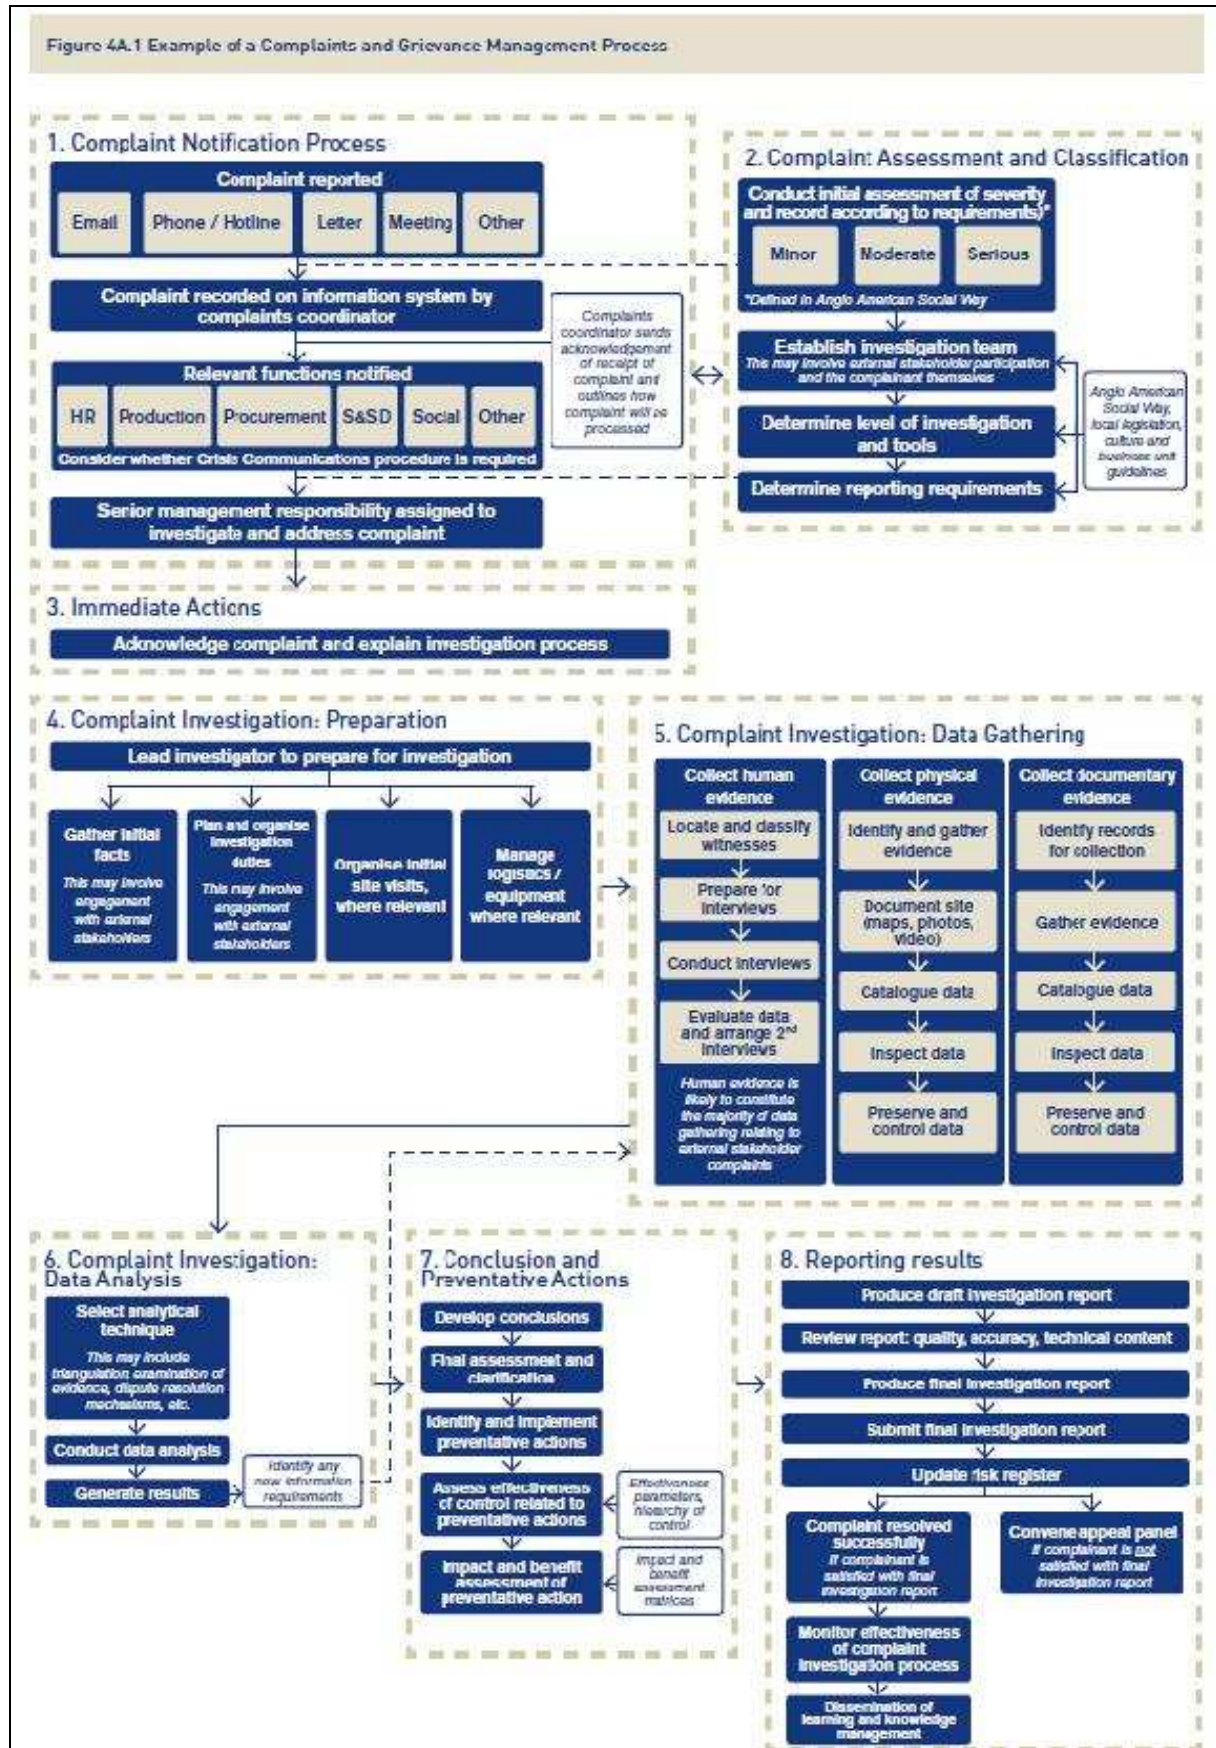 Figure 4A.1 Example of a Complaints and Grievance Management Process
1. Complaint Notification Process
Complaint reported
Email
Phone / Hotline
Letter
Meeting
Other
Complaint recorded on information system by
complaints coordinator
Complaints
coordinator sends
acknowledgement
of receipt of
complaint and
outlines how
complaint will be
processed
Relevant functions notified
HR
Production
Procurement
S&SD
Social
Other
Consider whether Crisis Communications procedure is required
Senior management responsibility assigned to
investigate and address complaint
2. Complaint Assessment and Classification
Conduct initial assessment of severity
and record according to requirements)*
Minor
Moderate
Serious
*Defined in Anglo American Social Way
Establish investigation team
This may involve external stakeholder participation
and the complainant themselves
Determine level of investigation
and tools
Determine reporting requirements
Anglo American
Social Way,
local legislation,
culture and
business unit
guidelines
3. Immediate Actions
Acknowledge complaint and explain investigation process
4. Complaint Investigation: Preparation
Lead investigator to prepare for investigation
Gather initial
facts
This may involve
engagement
with external
stakeholders
Plan and organise
investigation
duties
This may involve
engagement
with external
stakeholders
Organise initial
site visits,
where relevant
Manage
logistics /
equipment
where relevant
5. Complaint Investigation: Data Gathering
Collect human
evidence
Locate and classify
witnesses
Prepare for
interviews
Conduct interviews
Evaluate data
and arrange 2nd
interviews
Human evidence is
likely to constitute
the majority of data
gathering relating to
external stakeholder
complaints
Collect physical
evidence
Identify and gather
evidence
Document site
(maps, photos,
video)
Catalogue data
Inspect data
Preserve and
control data
Collect documentary
evidence
Identify records
for collection
Gather evidence
Catalogue data
Inspect data
Preserve and
control data
6. Complaint Investigation:
Data Analysis
Select analytical
technique
This may include
triangulation examination of
evidence, dispute resolution
mechanisms, etc.
Conduct data analysis
Generate results
Identify any
new information
requirements
7. Conclusion and
Preventative Actions
Develop conclusions
Final assessment and
clarification
Identify and implement
preventative actions
Assess effectiveness
of control related to
preventative actions
Effectiveness
parameters,
hierarchy of
control
Impact and benefit
assessment of
preventative action
Impact and
benefit
assessment
matrices
8. Reporting results
Produce draft investigation report
Review report: quality, accuracy, technical content
Produce final investigation report
Submit final investigation report
Update risk register
Complaint resolved
successfully
If complainant is
satisfied with final
investigation report
Convene appeal panel
If complainant is not
satisfied with final
investigation report
Monitor effectiveness
of complaint
investigation process
Dissemination of
learning and knowledge
management